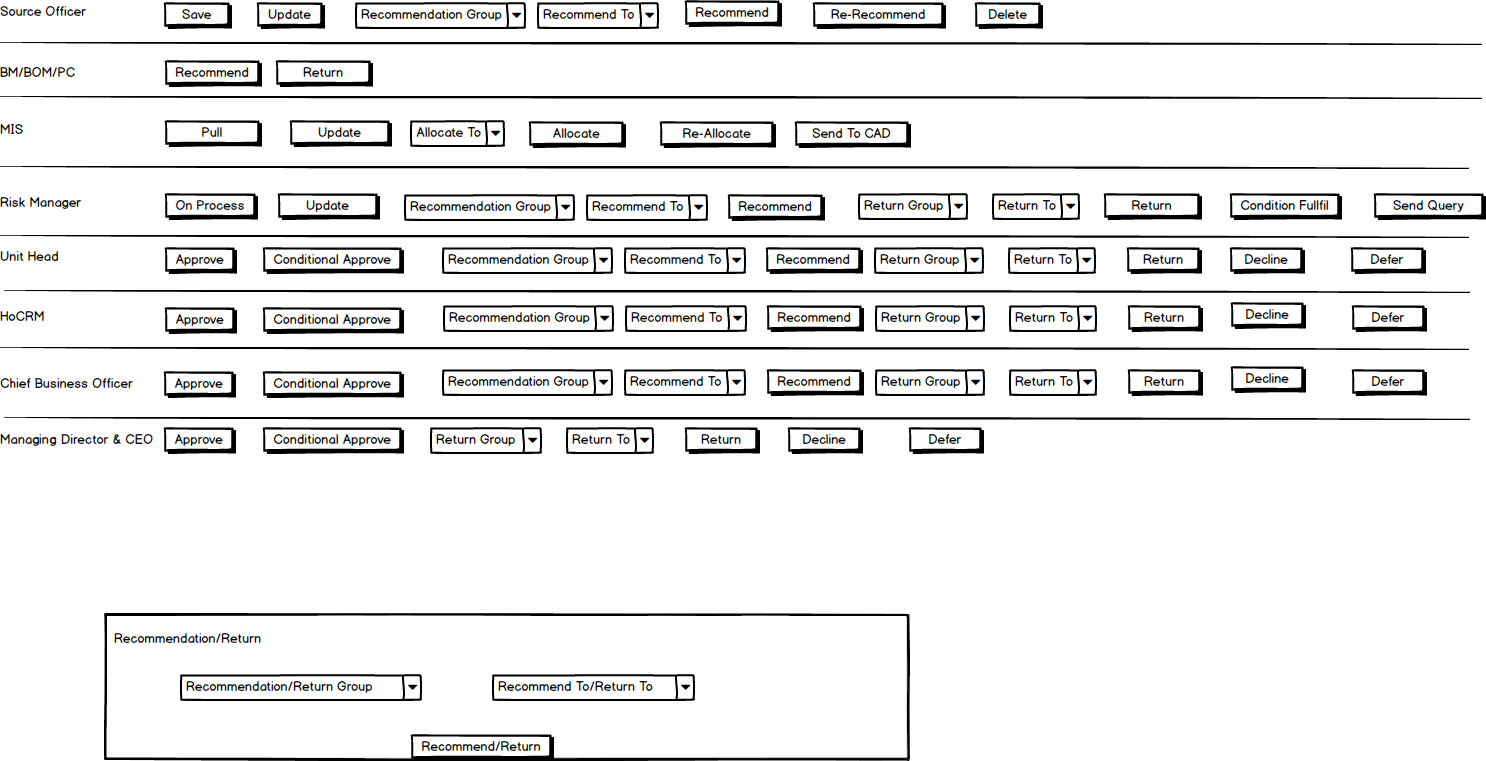 Source Officer Save Update Recommendation Group Recommend To Recommend Re-Recommend Delete
BM/BOM/PC Recommend Return
MIS Pull Update Allocate To Allocate Re-Allocate Send To CAD
Risk Manager On Process Update Recommendation Group Recommend To Recommend Return Group Return To Return Condition Fullfil Send Query
Unit Head Approve Conditional Approve Recommendation Group Recommend To Recommend Return Group Return To Return Decline Defer
HoCRM Approve Conditional Approve Recommendation Group Recommend To Recommend Return Group Return To Return Decline Defer
Chief Business Officer Approve Conditional Approve Recommendation Group Recommend To Recommend Return Group Return To Return Decline Defer
Managing Director & CEO Approve Conditional Approve Return Group Return To Return Decline Defer
Recommendation/Return
Recommendation/Return Group Recommend To/Return To
Recommend/Return